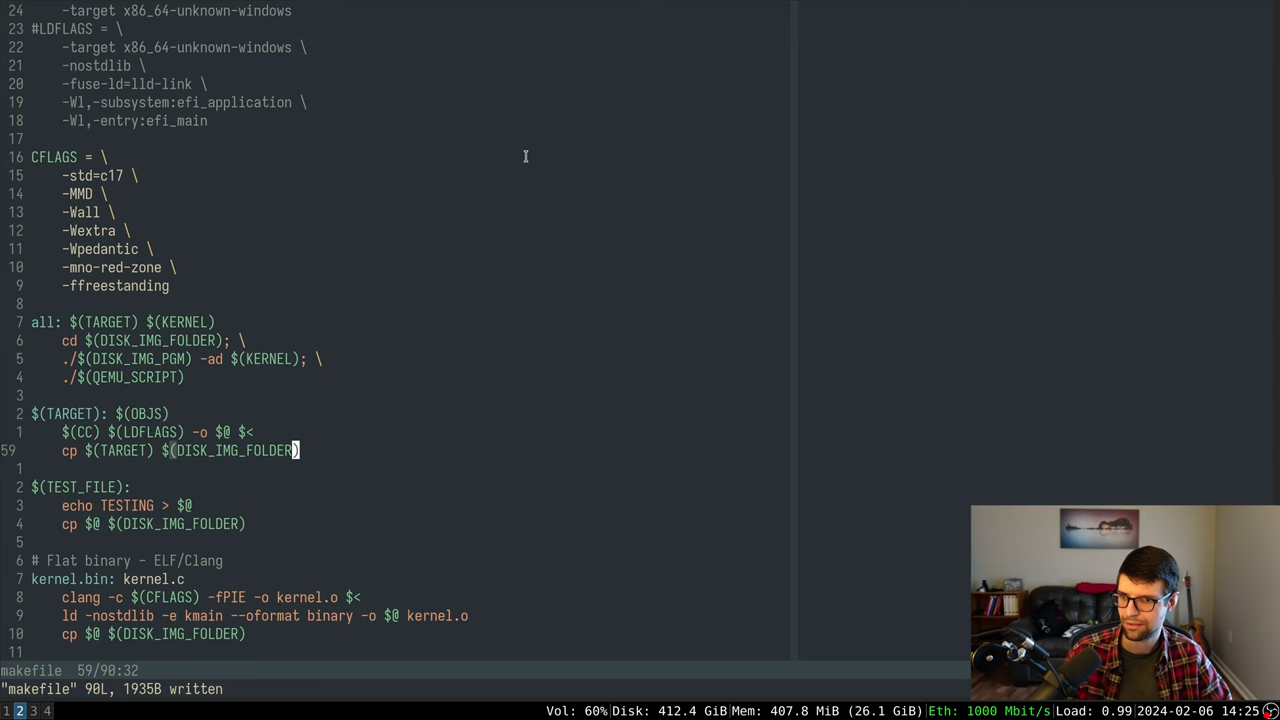 24     -target x86_64-unknown-windows
23 #LDFLAGS = \
22     -target x86_64-unknown-windows \
21     -nostdlib \
20     -fuse-ld=lld-link \
19     -Wl,-subsystem:efi_application \
18     -Wl,-entry:efi_main
17
16 CFLAGS = \
15     -std=c17 \
14     -MMD \
13     -Wall \
12     -Wextra \
11     -Wpedantic \
10     -mno-red-zone \
9     -ffreestanding
8
7 all: $(TARGET) $(KERNEL)
6     cd $(DISK_IMG_FOLDER); \
5     ./$(DISK_IMG_PGM) -ad $(KERNEL); \
4     ./$(QEMU_SCRIPT)
3
2 $(TARGET): $(OBJS)
1     $(CC) $(LDFLAGS) -o $@ $<
59     cp $(TARGET) $(DISK_IMG_FOLDER)
1
2 $(TEST_FILE):
3     echo TESTING > $@
4     cp $@ $(DISK_IMG_FOLDER)
5
6 # Flat binary - ELF/Clang
7 kernel.bin: kernel.c
8     clang -c $(CFLAGS) -fPIE -o kernel.o $<
9     ld -nostdlib -e kmain --oformat binary -o $@ kernel.o
10     cp $@ $(DISK_IMG_FOLDER)
11
makefile  59/90:32
"makefile" 90L, 1935B written
1 2 3 4 Vol: 60%|Disk: 412.4 GiB|Mem: 407.8 MiB (26.1 GiB)|Eth: 1000 Mbit/s|Load: 0.99|2024-02-06 14:25